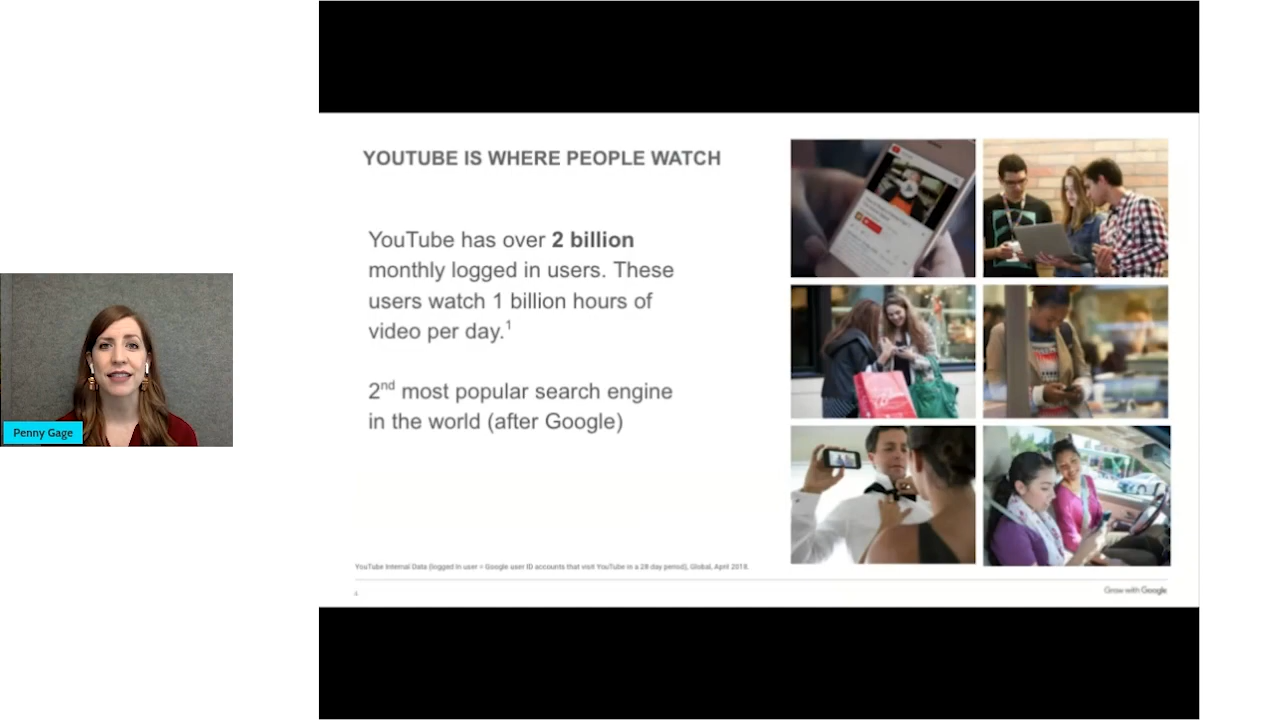 YOUTUBE IS WHERE PEOPLE WATCH
YouTube has over 2 billion
monthly logged in users. These
users watch 1 billion hours of
video per day.1
2nd most popular search engine
in the world (after Google)
Penny Gage
YouTube Internal Data (logged in user = Google user ID accounts that visit YouTube in a 28 day period), Global, April 2018.
Grow with Google